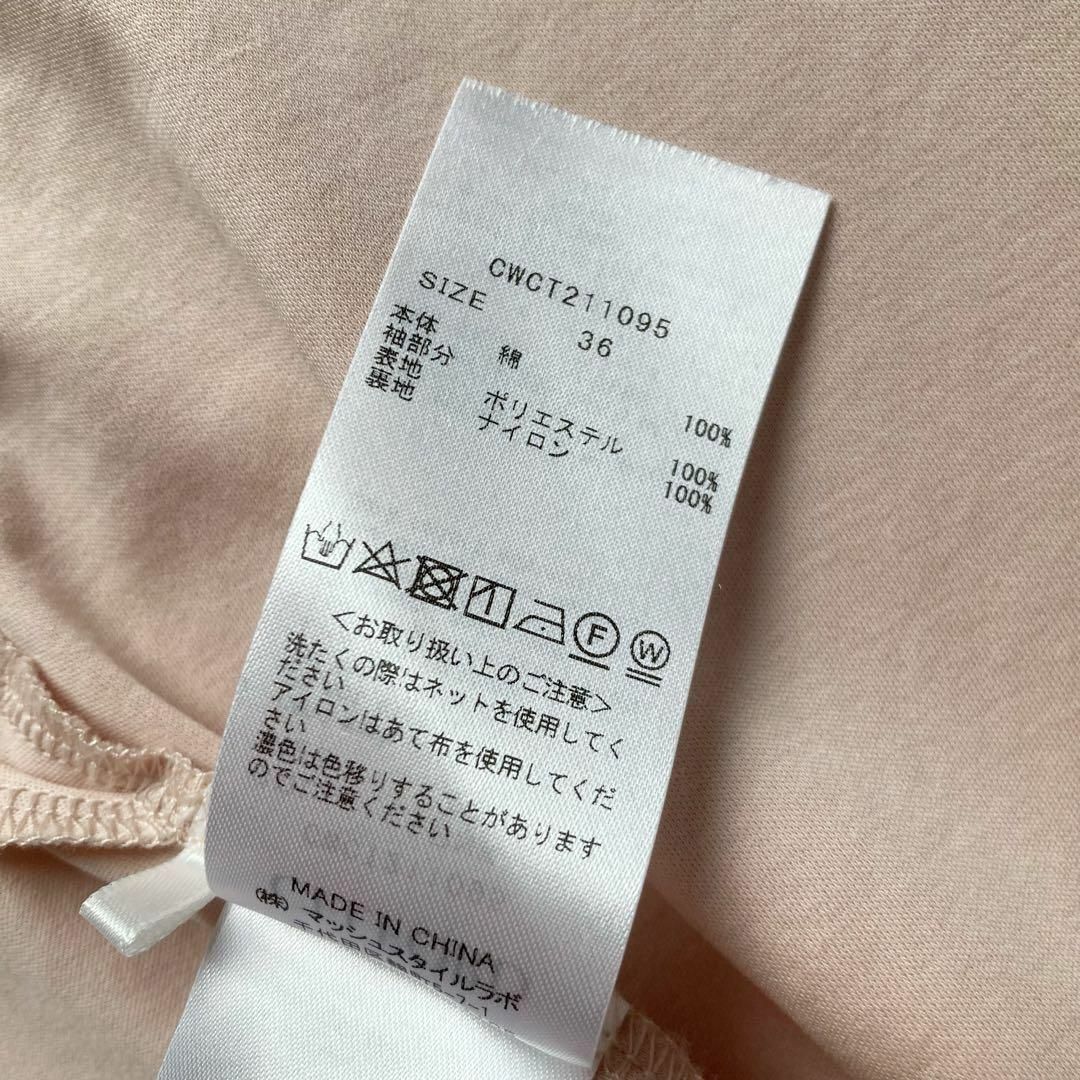 CWCT211095
SIZE 36
本体 綿 100%
袖部分
表地 ポリエステル 100%
裏地 ナイロン 100%
F W
<お取り扱い上のご注意>
洗たくの際はネットを使用してく
ださい
アイロンはあて布を使用してくだ
さい
濃色は色移りすることがあります
のでご注意ください
MADE IN CHINA
(株) マッシュスタイルラボ